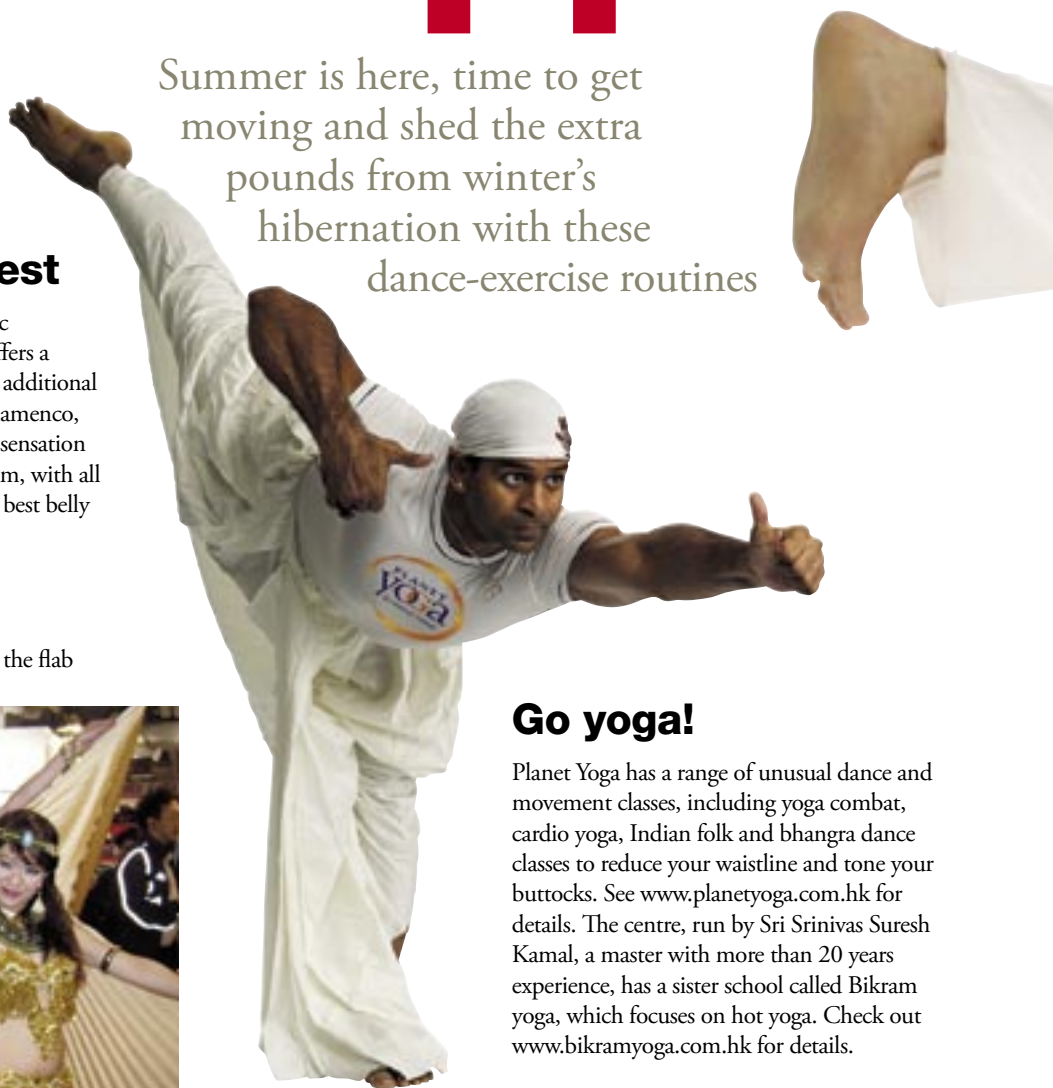 Summer is here, time to get
moving and shed the extra
pounds from winter's
hibernation with these
dance-exercise routines
est
c
ffers a
additional
amenco,
sensation
m, with all
best belly
the flab
PLANET
yoga
Go yoga!
Planet Yoga has a range of unusual dance and
movement classes, including yoga combat,
cardio yoga, Indian folk and bhangra dance
classes to reduce your waistline and tone your
buttocks. See www.planetyoga.com.hk for
details. The centre, run by Sri Srinivas Suresh
Kamal, a master with more than 20 years
experience, has a sister school called Bikram
yoga, which focuses on hot yoga. Check out
www.bikramyoga.com.hk for details.